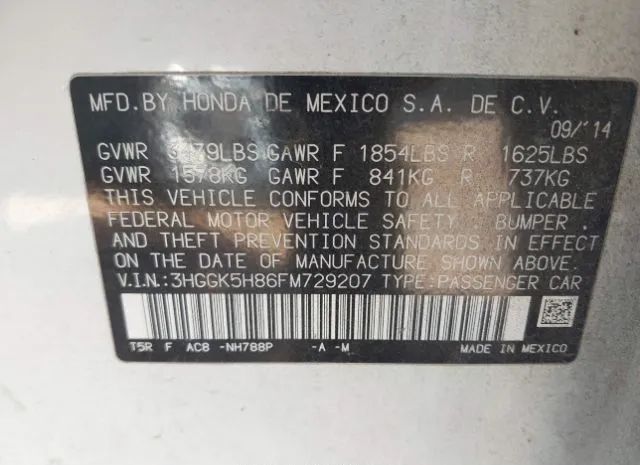 MFD.BY HONDA DE MEXICO S.A. DE C.V.
09/'14
GVWR 3479LBS GAWR F 1854LBS R 1625LBS
GVWR 1578KG GAWR F 841KG R 737KG
THIS VEHICLE CONFORMS TO ALL APPLICABLE
FEDERAL MOTOR VEHICLE SAFETY , BUMPER ,
AND THEFT PREVENTION STANDARDS IN EFFECT
ON THE DATE OF MANUFACTURE SHOWN ABOVE.
V.I.N.:3HGGK5H86FM729207 TYPE:PASSENGER CAR
T5R F AC8 -NH788P -A -M MADE IN MEXICO